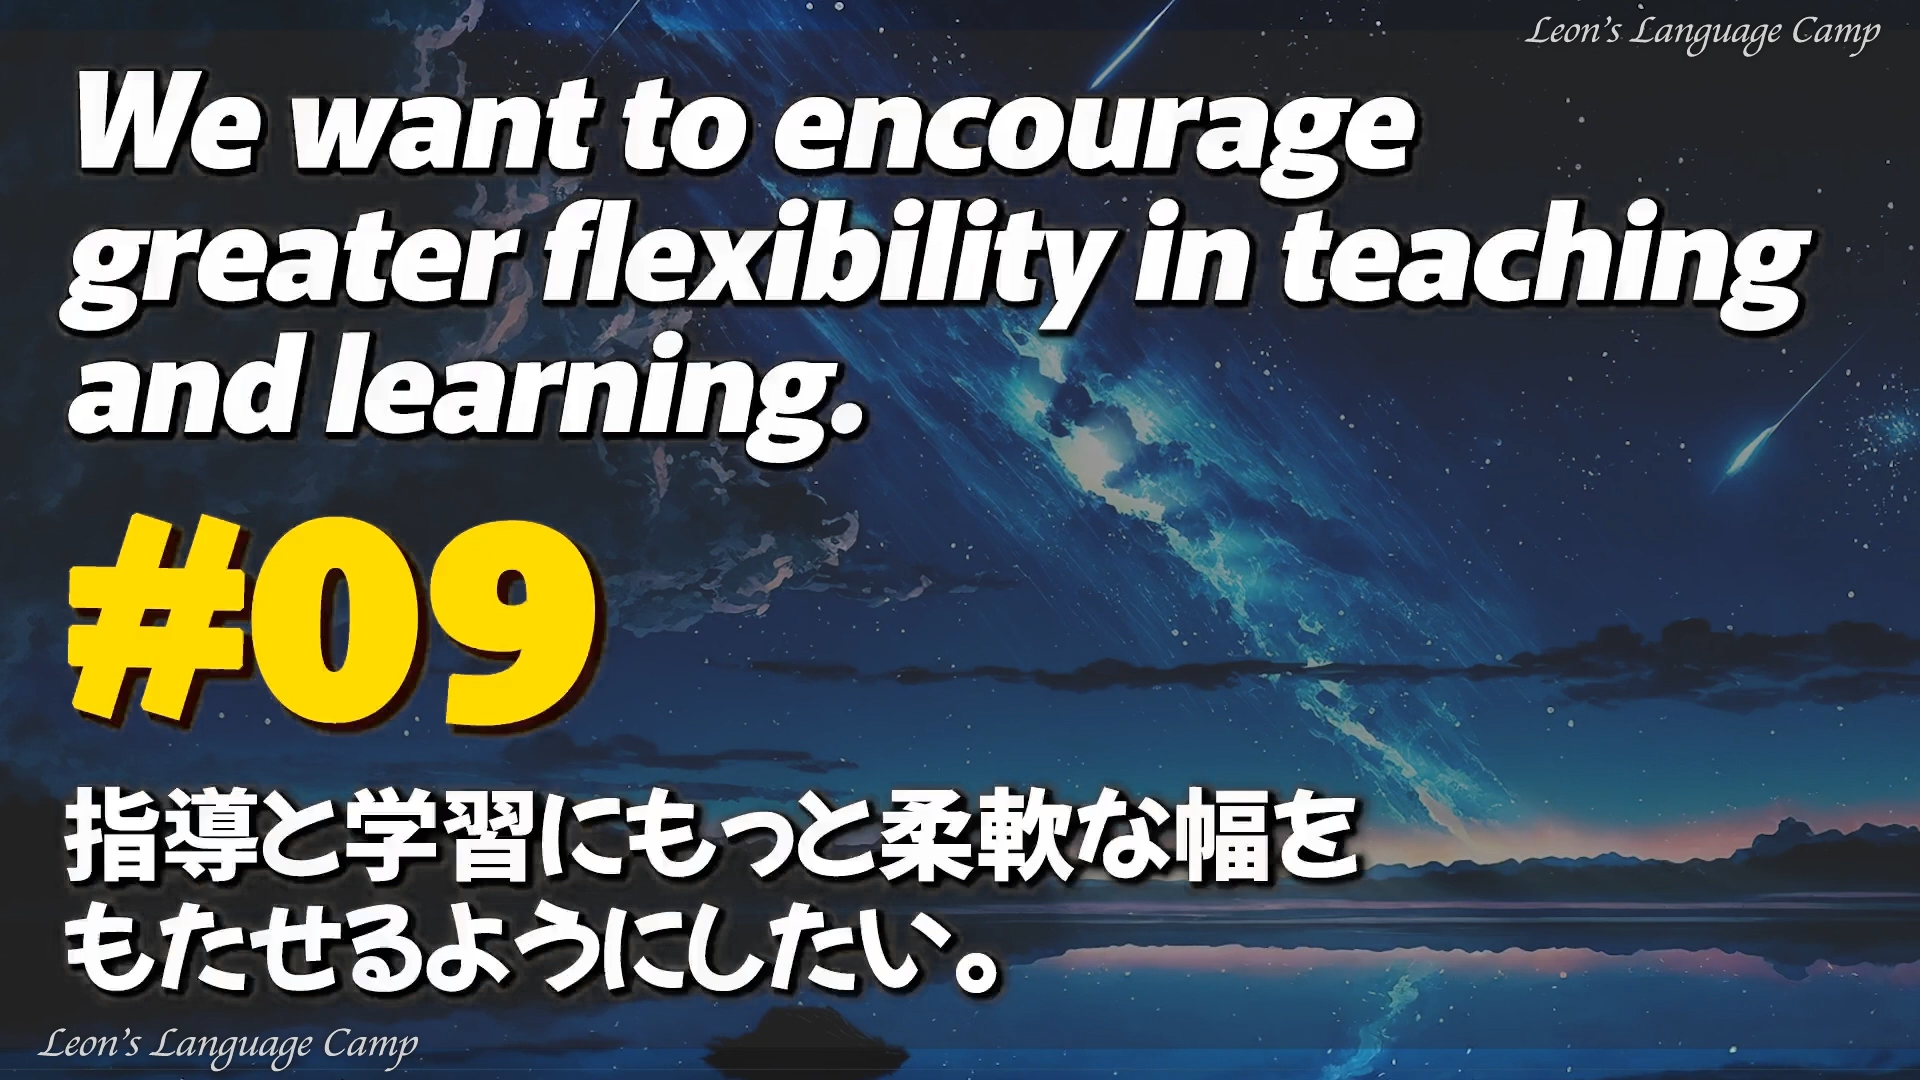 Leon's Language Camp
We want to encourage
greater flexibility in teaching
and learning.
#09
指導と学習にもっと柔軟な幅を
もたせるようにしたい。
Leon's Language Camp